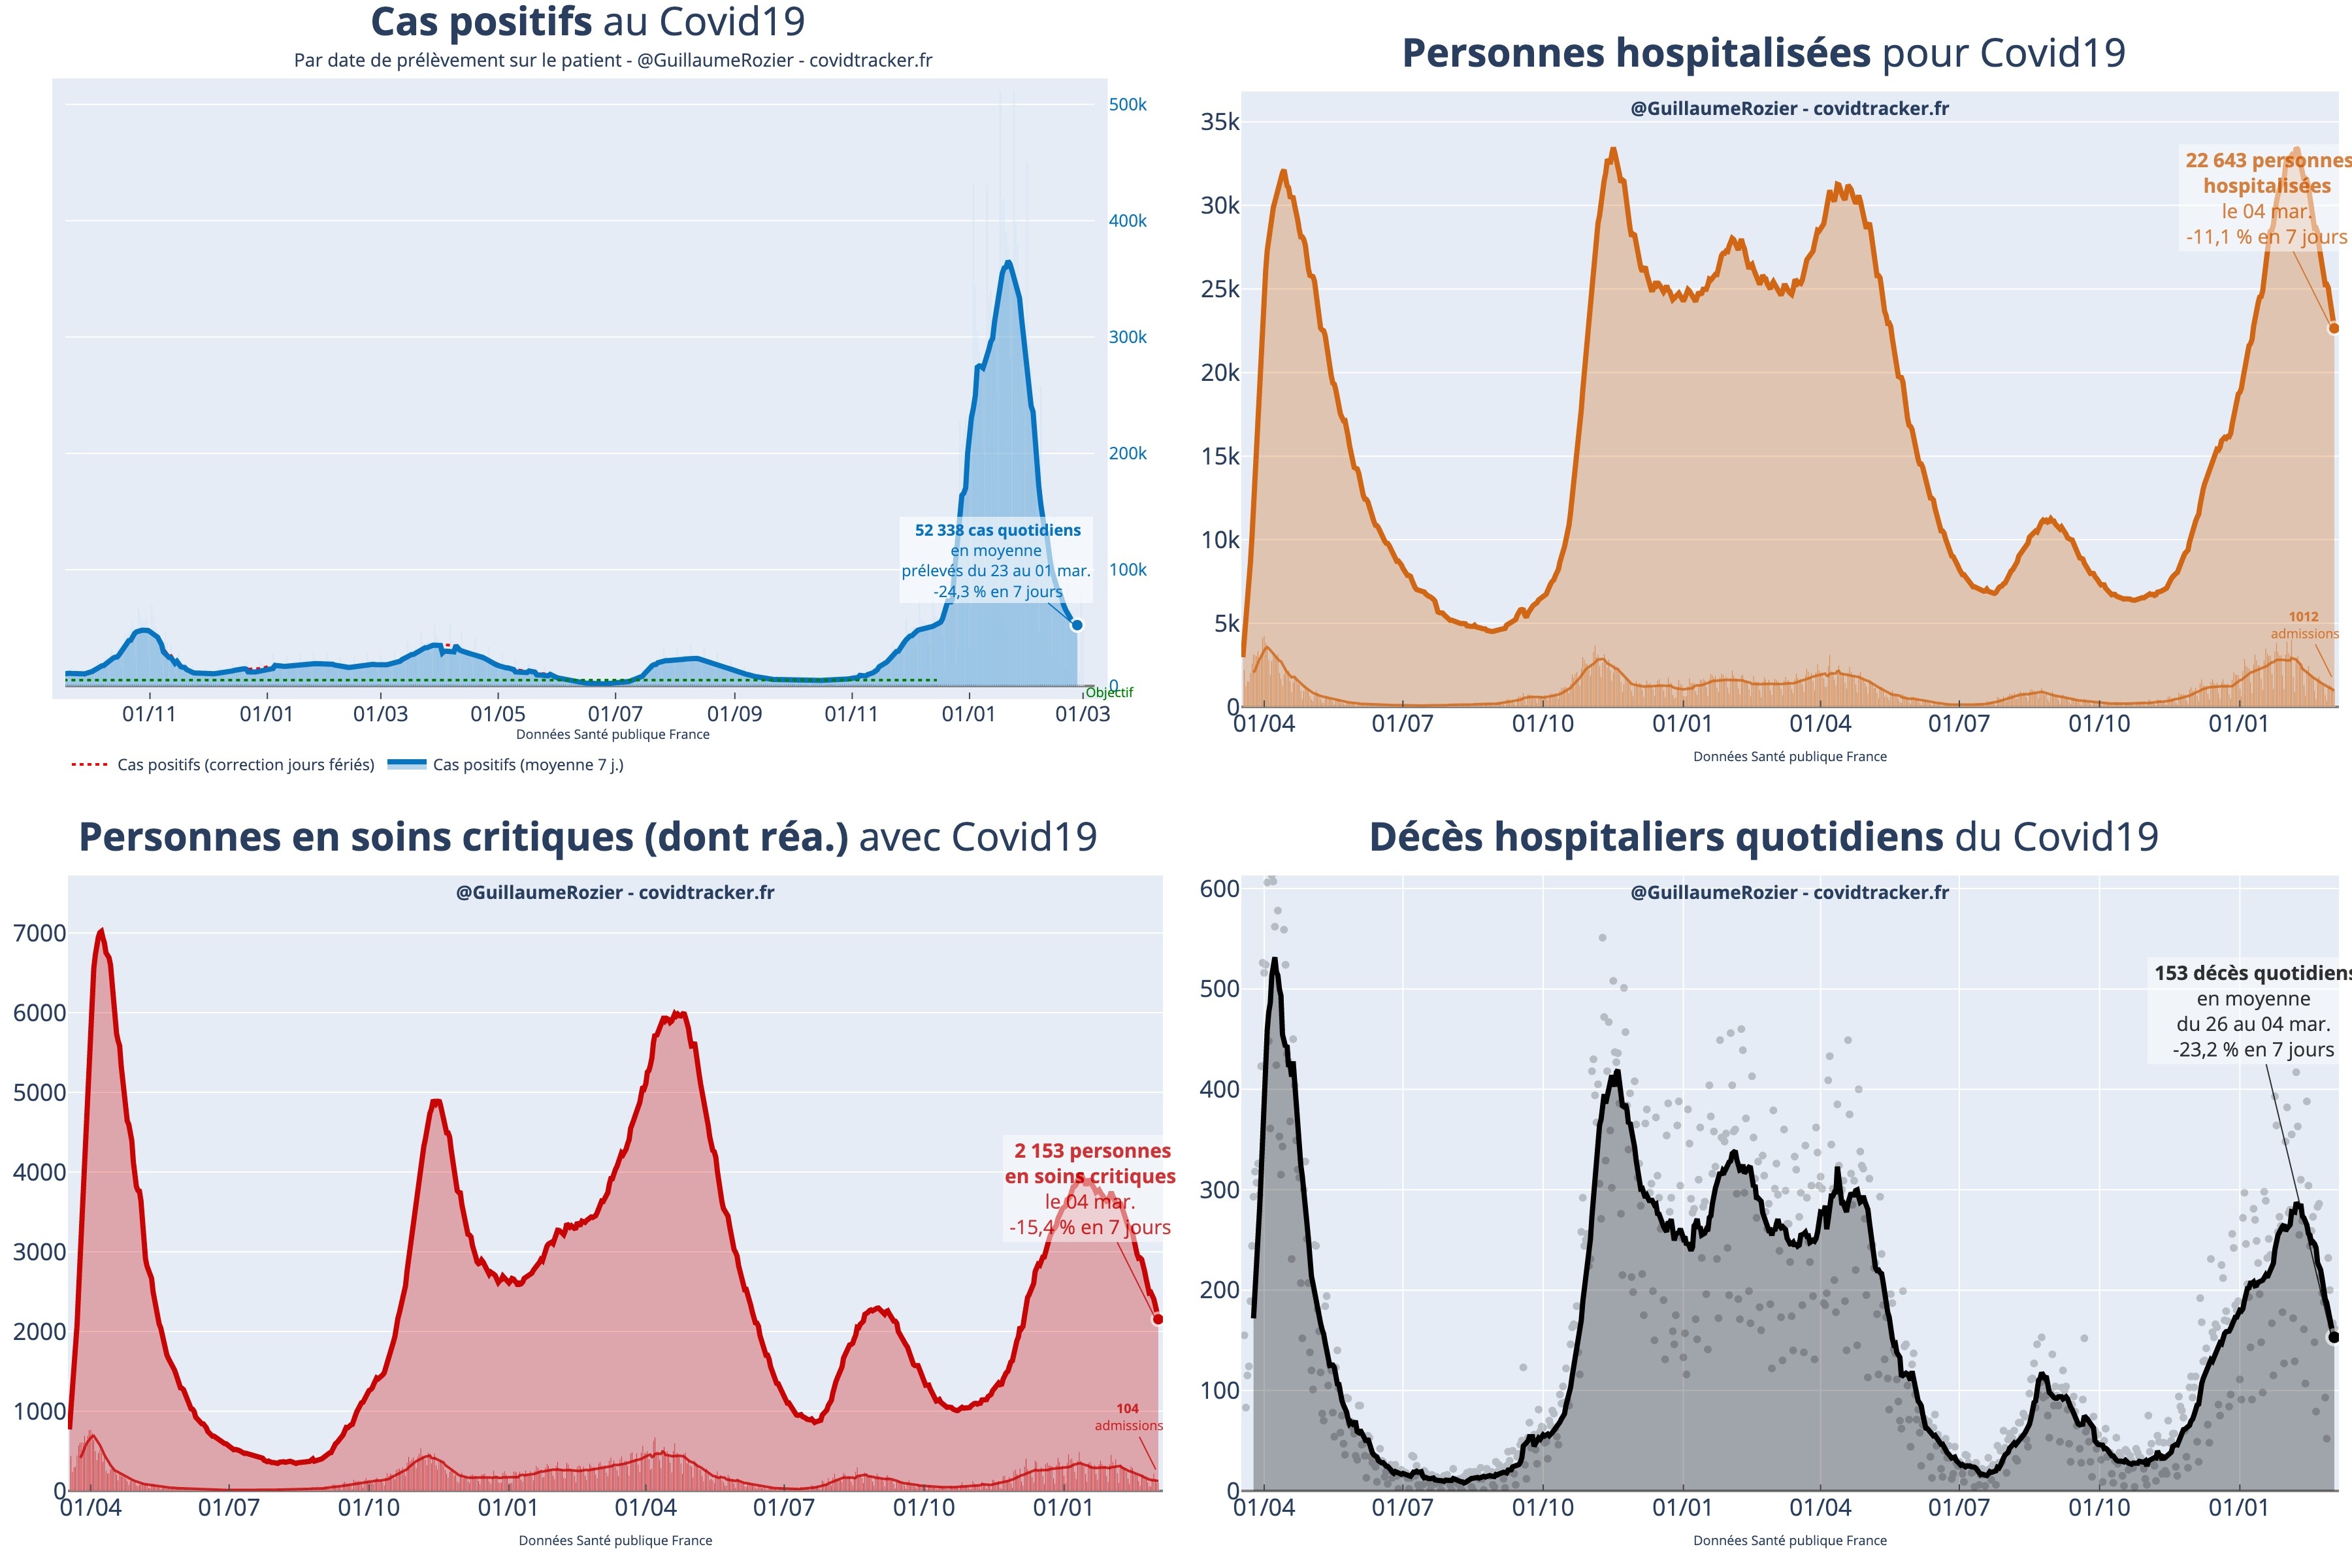 Cas positifs au Covid19
Par date de prélèvement sur le patient - @GuillaumeRozier - covidtracker.fr
500k
400k
300k
200k
100k
0
52 338 cas quotidiens
en moyenne
prélevés du 23 au 01 mar.
-24,3 % en 7 jours
Objectif
01/11
01/01
01/03
01/05
01/07
01/09
01/11
01/01
01/03
Données Santé publique France
Cas positifs (correction jours fériés)
Cas positifs (moyenne 7 j.)
Personnes hospitalisées pour Covid19
@GuillaumeRozier - covidtracker.fr
35k
30k
25k
20k
15k
10k
5k
0
22 643 personnes
hospitalisées
le 04 mar.
-11,1 % en 7 jours
1012
admissions
01/04
01/07
01/10
01/01
01/04
01/07
01/10
01/01
Données Santé publique France
Personnes en soins critiques (dont réa.) avec Covid19
@GuillaumeRozier - covidtracker.fr
7000
6000
5000
4000
3000
2000
1000
0
2 153 personnes
en soins critiques
le 04 mar.
-15,4 % en 7 jours
104
admissions
01/04
01/07
01/10
01/01
01/04
01/07
01/10
01/01
Données Santé publique France
Décès hospitaliers quotidiens du Covid19
@GuillaumeRozier - covidtracker.fr
600
500
400
300
200
100
0
153 décès quotidiens
en moyenne
du 26 au 04 mar.
-23,2 % en 7 jours
01/04
01/07
01/10
01/01
01/04
01/07
01/10
01/01
Données Santé publique France